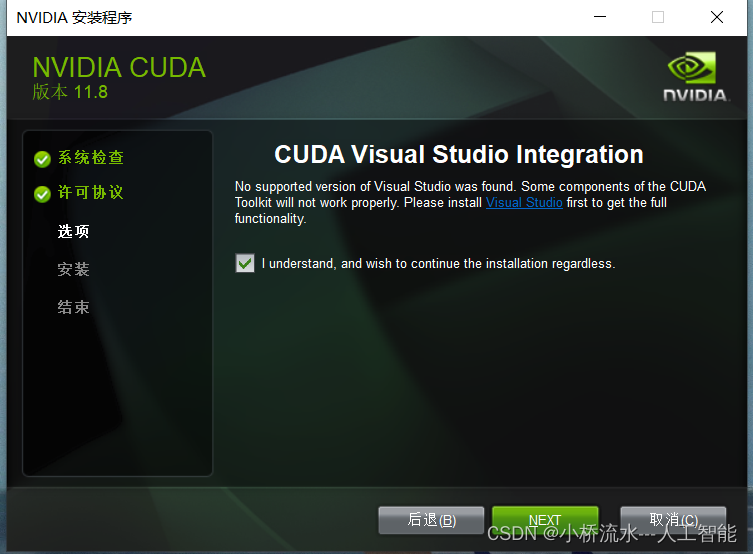 NVIDIA 安装程序
NVIDIA CUDA
版本 11.8
NVIDIA.
系统检查
许可协议
选项
安装
结束
CUDA Visual Studio Integration
No supported version of Visual Studio was found. Some components of the CUDA
Toolkit will not work properly. Please install Visual Studio first to get the full
functionality.
I understand, and wish to continue the installation regardless.
后退(B)
NEXT
取消(C)
CSDN @小桥流水---人工智能